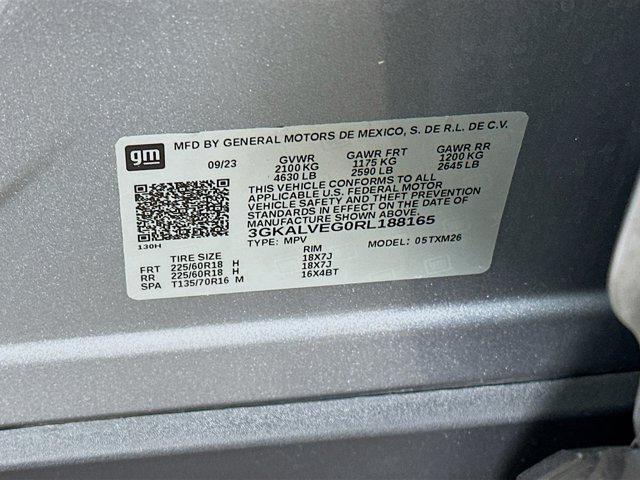 gm
MFD BY GENERAL MOTORS DE MEXICO, S. DE R.L. DE C.V.
09/23 GVWR GAWR FRT GAWR RR
2100 KG 1175 KG 1200 KG
4630 LB 2590 LB 2645 LB
THIS VEHICLE CONFORMS TO ALL
APPLICABLE U.S. FEDERAL MOTOR
VEHICLE SAFETY AND THEFT PREVENTION
STANDARDS IN EFFECT ON THE DATE OF
MANUFACTURE SHOWN ABOVE.
3GKALVEG0RL188165
130H
TYPE: MPV MODEL: 05TXM26
TIRE SIZE RIM
FRT 225/60R18 H 18X7J
RR 225/60R18 H 18X7J
SPA T135/70R16 M 16X4BT